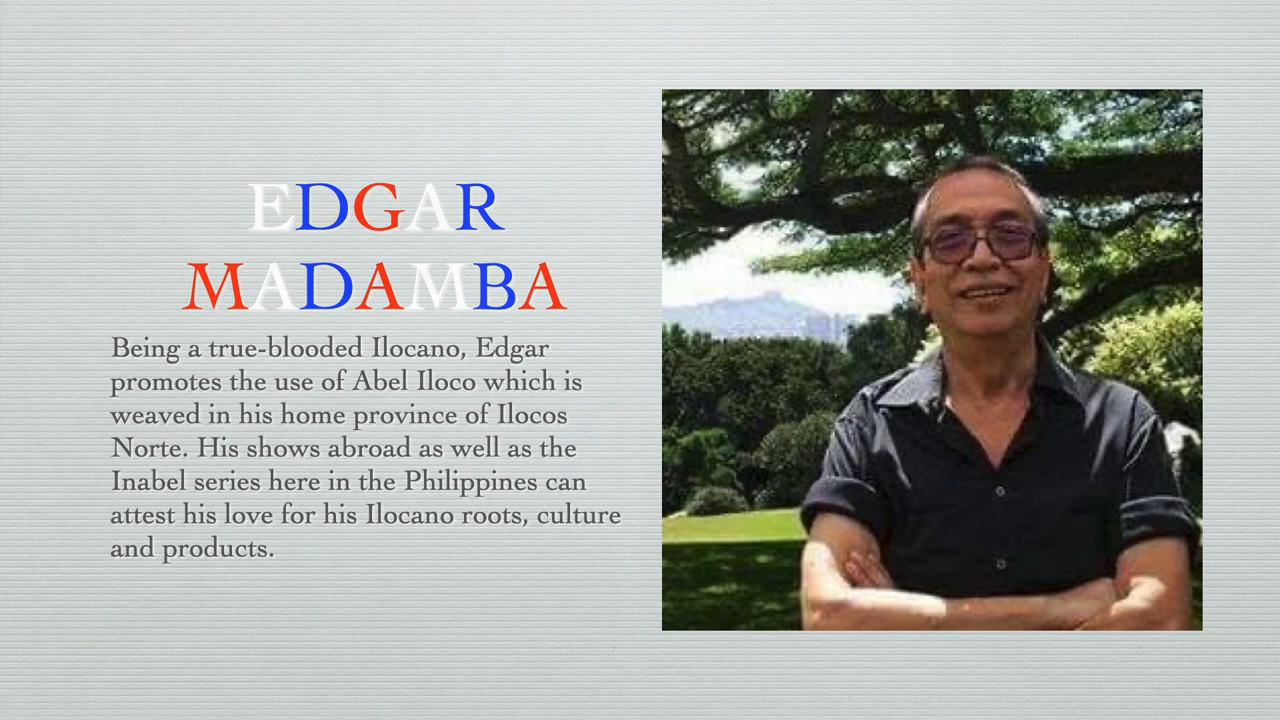 EDGAR
MADAMBA
Being a true-blooded Ilocano, Edgar
promotes the use of Abel Iloco which is
weaved in his home province of Ilocos
Norte. His shows abroad as well as the
Inabel series here in the Philippines can
attest his love for his Ilocano roots, culture
and products.